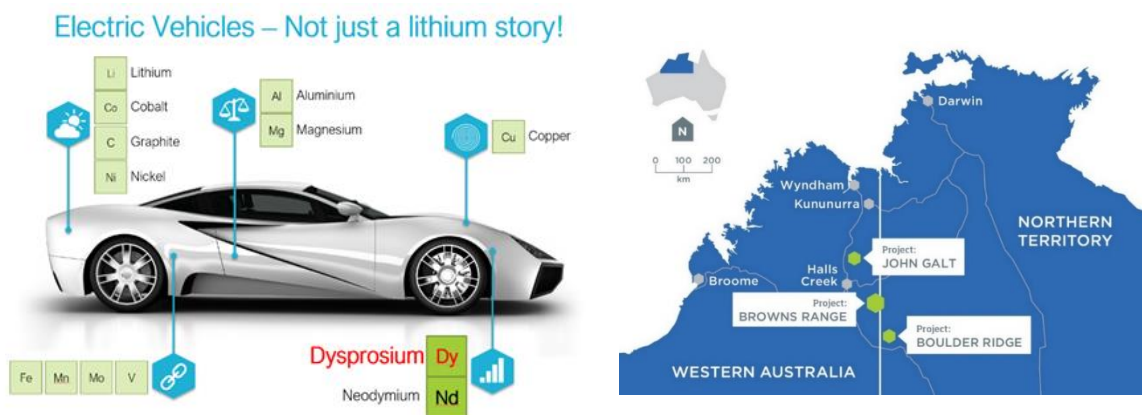 Electric Vehicles – Not just a lithium story!
Li Lithium
Co Cobalt
C Graphite
Ni Nickel
Al Aluminium
Mg Magnesium
Cu Copper
Dysprosium Dy
Neodymium Nd
Fe Mn Mo V
N
0 100 200
km
Darwin
Wyndham
Kununurra
NORTHERN
TERRITORY
Project:
JOHN GALT
Halls
Creek
Broome
Project:
BROWNS RANGE
Project:
BOULDER RIDGE
WESTERN AUSTRALIA